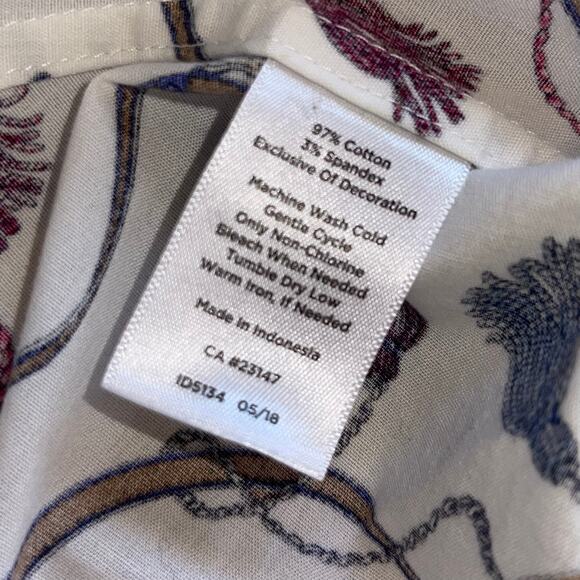 97% Cotton
3% Spandex
Exclusive Of Decoration
Machine Wash Cold
Gentle Cycle
Only Non-Chlorine
Bleach When Needed
Tumble Dry Low
Warm Iron, If Needed
Made in Indonesia
CA #23147
IDS134 05/18